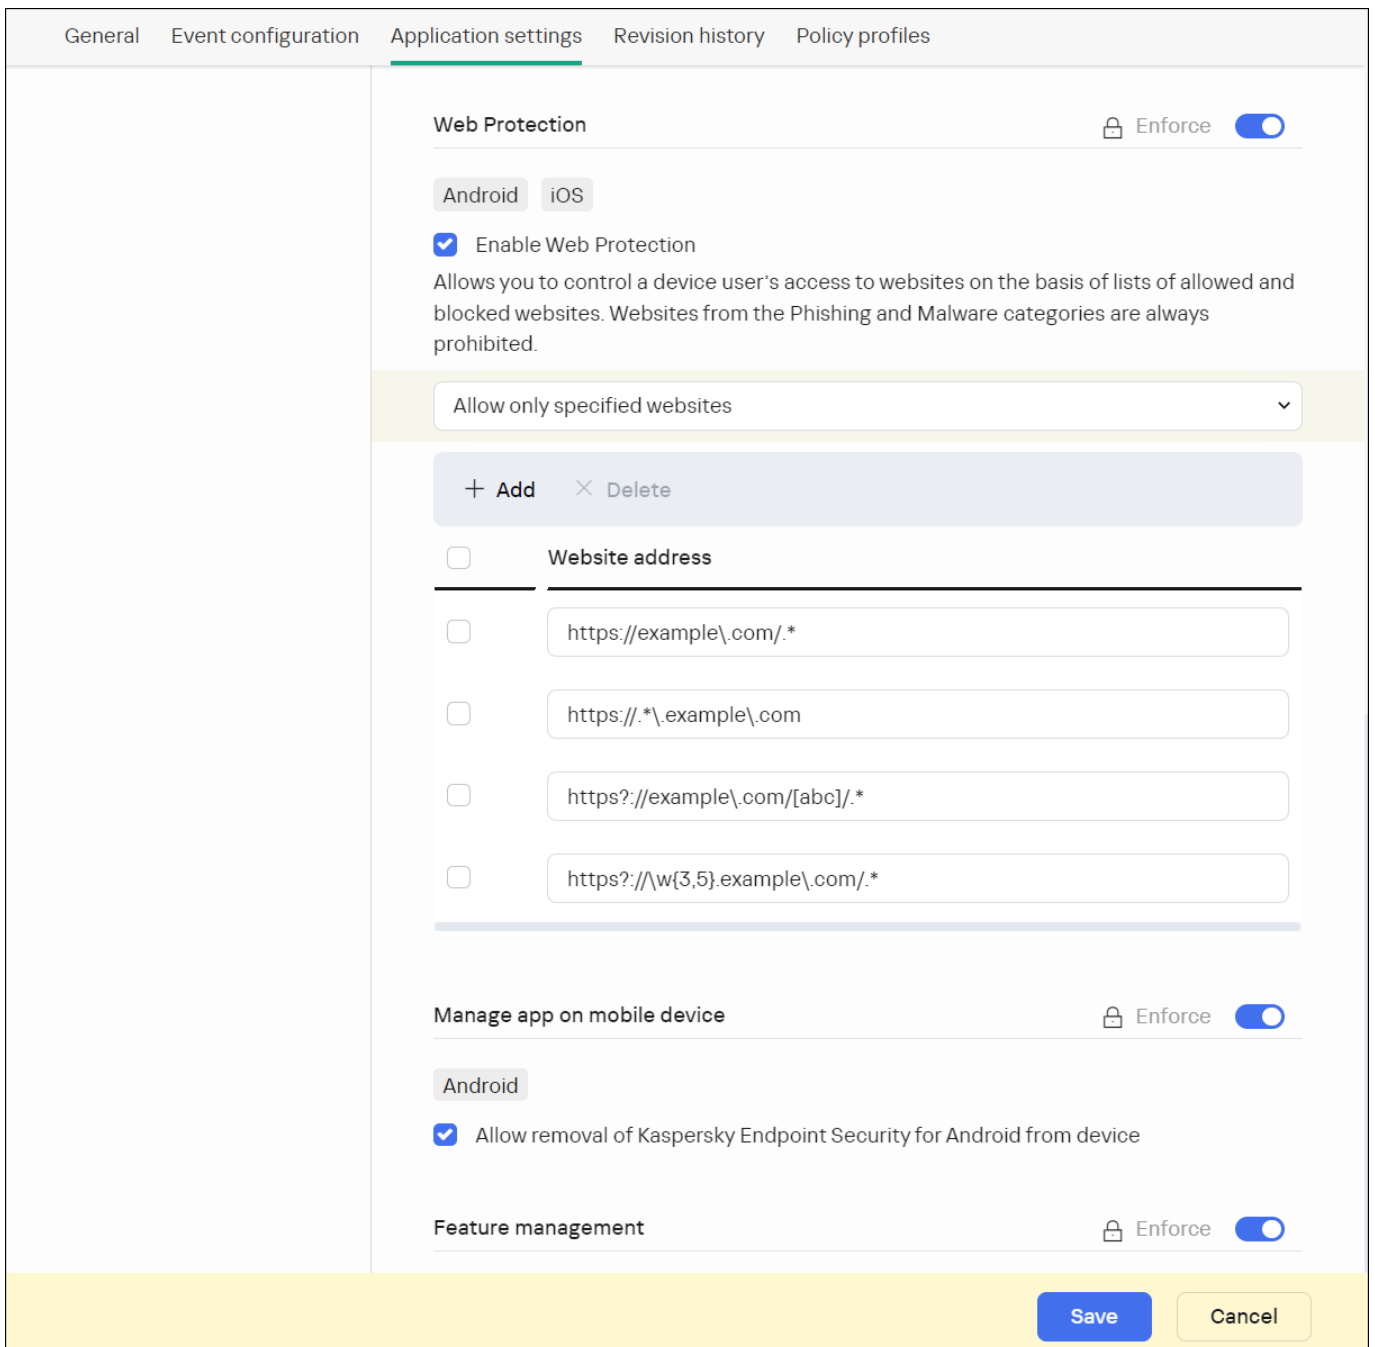 General Event configuration Application settings Revision history Policy profiles
Web Protection Enforce
Android iOS
Enable Web Protection
Allows you to control a device user's access to websites on the basis of lists of allowed and
blocked websites. Websites from the Phishing and Malware categories are always
prohibited.
Allow only specified websites
Add Delete
Website address
https://example\.com/.*
https://.*\.example\.com
https?://example\.com/[abc]/.*
https?://\w{3,5}.example\.com/.*
Manage app on mobile device Enforce
Android
Allow removal of Kaspersky Endpoint Security for Android from device
Feature management Enforce
Save Cancel